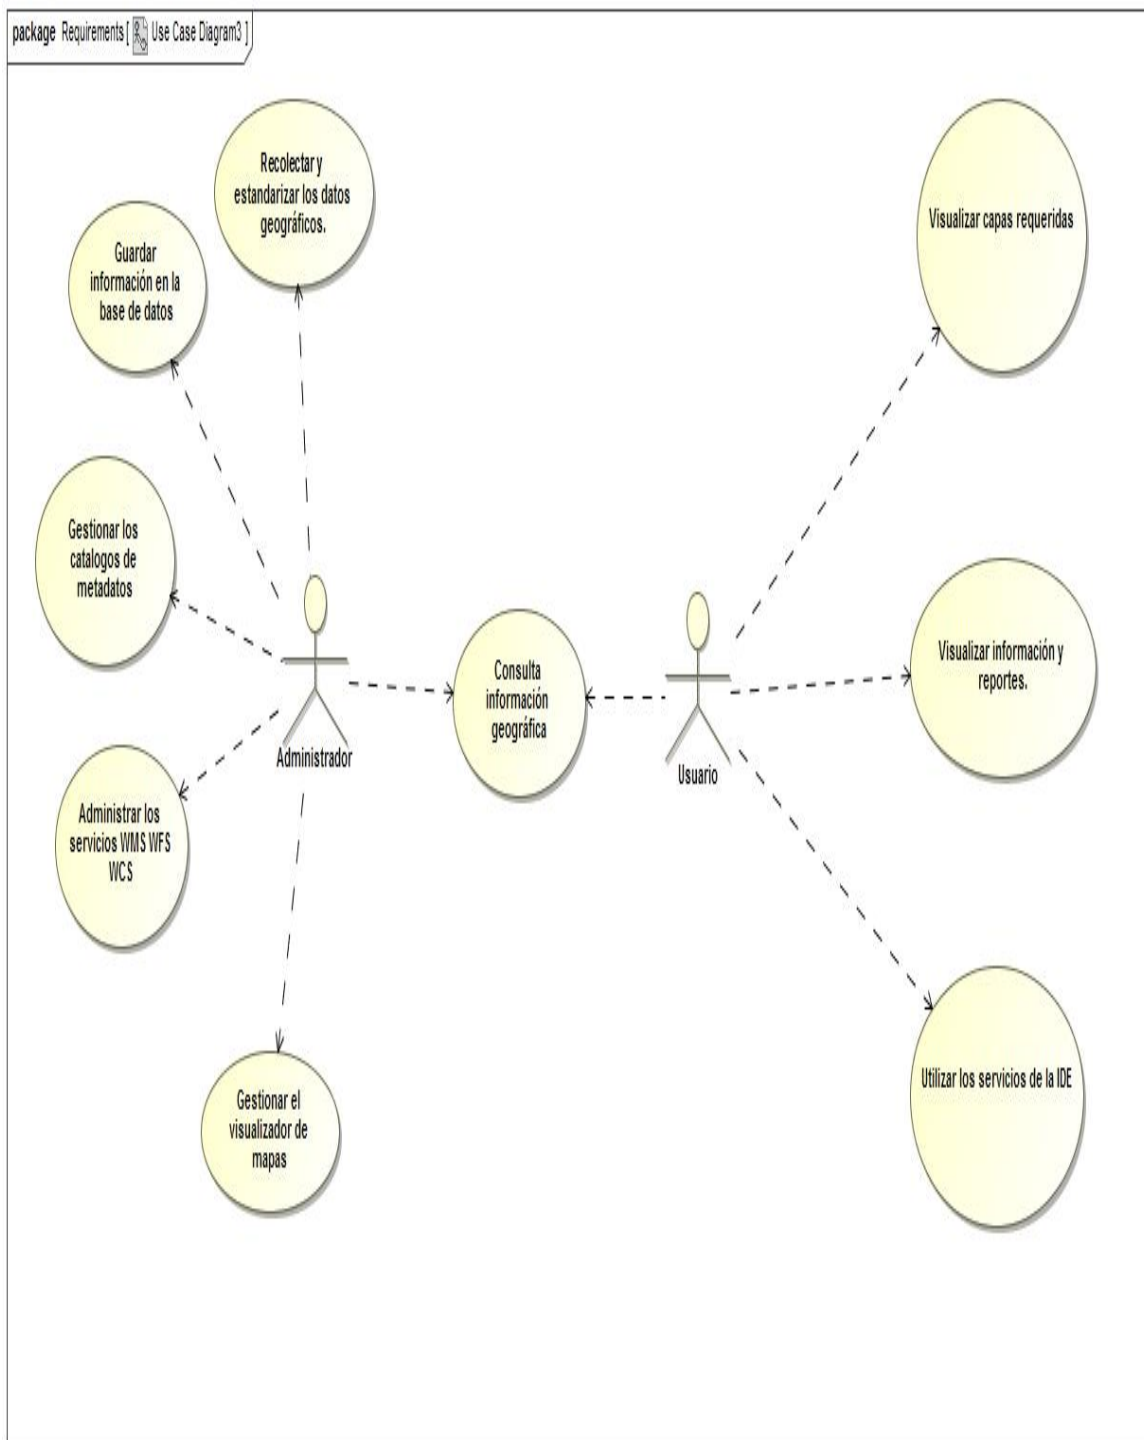 package Requirements [ Use Case Diagram3 ]
Recolectar y
estandarizar los datos
geográficos.
Guardar
información en la
base de datos
Gestionar los
catalogos de
metadatos
Administrar los
servicios WMS WFS
WCS
Gestionar el
visualizador de
mapas
Administrador
Consulta
información
geográfica
Usuario
Visualizar capas requeridas
Visualizar información y
reportes.
Utilizar los servicios de la IDE